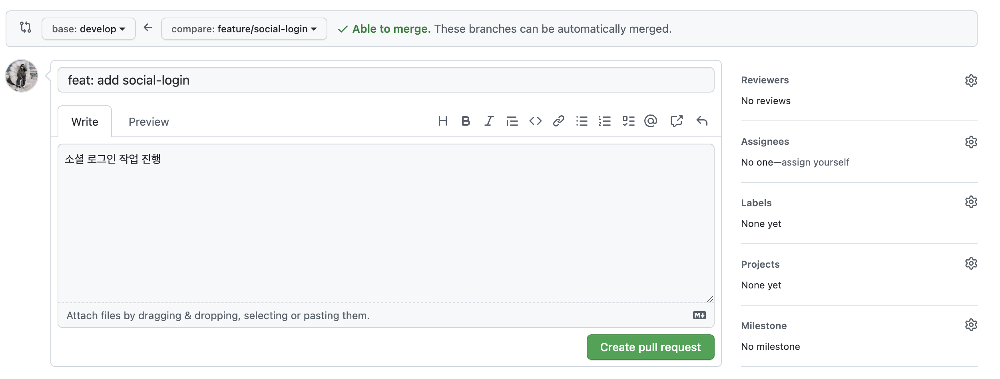 base: develop
compare: feature/social-login
Able to merge. These branches can be automatically merged.
feat: add social-login
Write
Preview
소셜 로그인 작업 진행
Attach files by dragging & dropping, selecting or pasting them.
Create pull request
Reviewers
No reviews
Assignees
No one—assign yourself
Labels
None yet
Projects
None yet
Milestone
No milestone